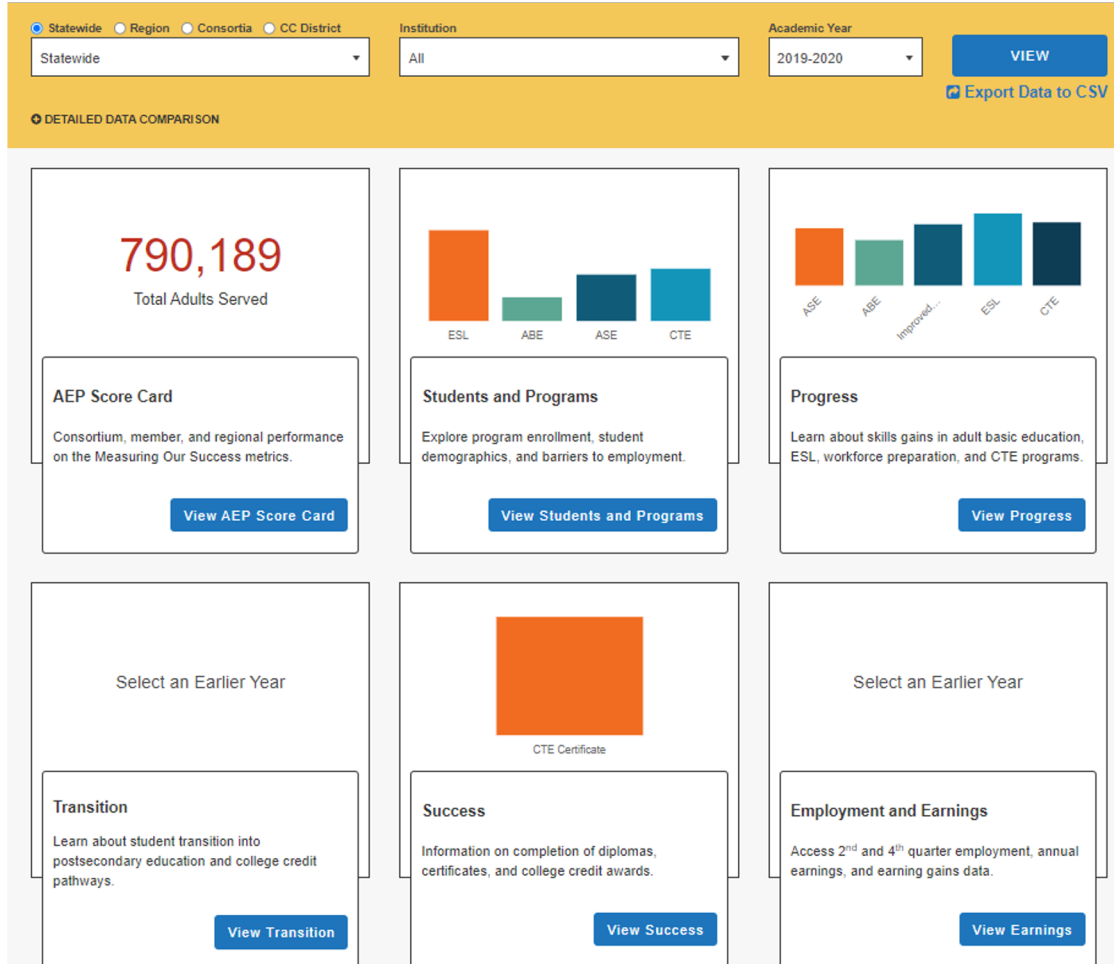 Statewide Region Consortia CC District
Institution
Academic Year
Statewide
All
2019-2020
VIEW
Export Data to CSV
DETAILED DATA COMPARISON
790,189
Total Adults Served
AEP Score Card
Consortium, member, and regional performance
on the Measuring Our Success metrics.
View AEP Score Card
ESL ABE ASE CTE
Students and Programs
Explore program enrollment, student
demographics, and barriers to employment.
View Students and Programs
ASE ABE Improved... ESL CTE
Progress
Learn about skills gains in adult basic education,
ESL, workforce preparation, and CTE programs.
View Progress
Select an Earlier Year
Transition
Learn about student transition into
postsecondary education and college credit
pathways.
View Transition
CTE Certificate
Success
Information on completion of diplomas,
certificates, and college credit awards.
View Success
Select an Earlier Year
Employment and Earnings
Access 2nd and 4th quarter employment, annual
earnings, and earning gains data.
View Earnings